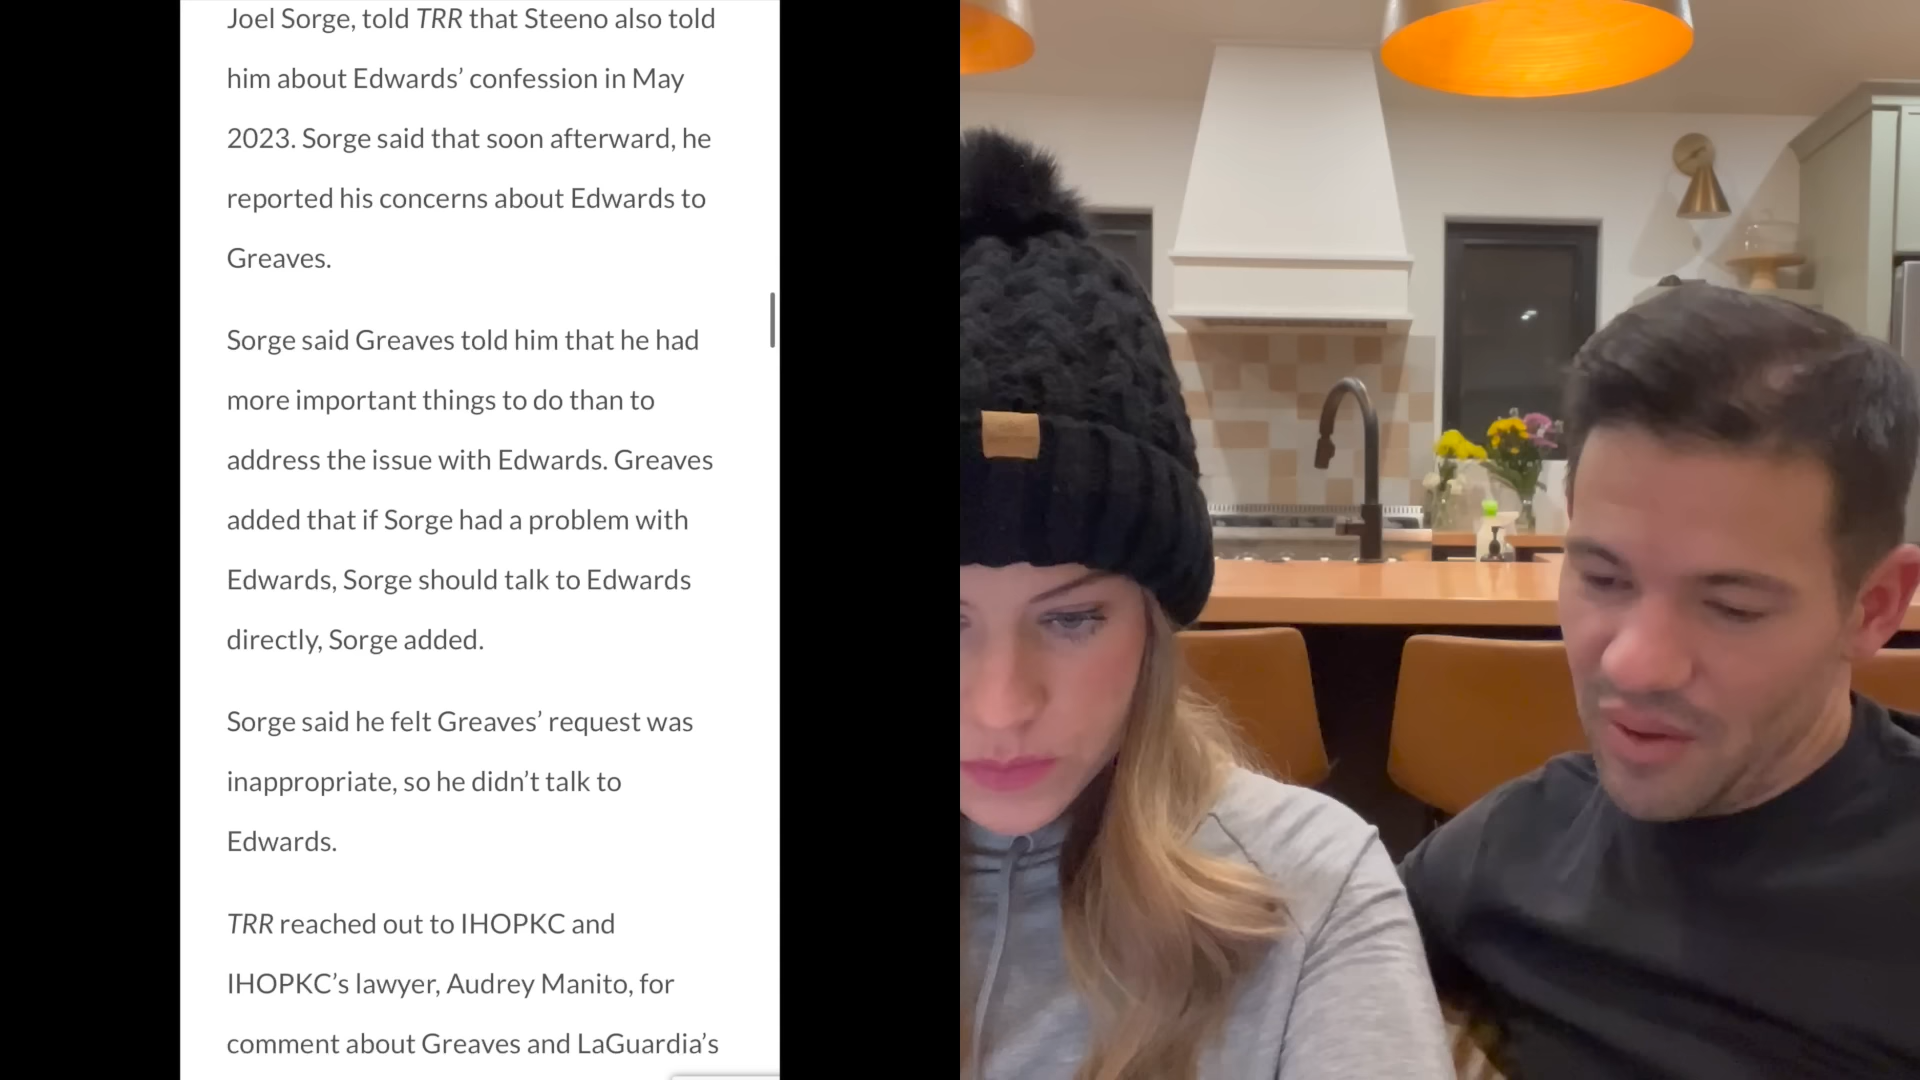 Joel Sorge, told TRR that Steeno also told
him about Edwards’ confession in May
2023. Sorge said that soon afterward, he
reported his concerns about Edwards to
Greaves.
Sorge said Greaves told him that he had
more important things to do than to
address the issue with Edwards. Greaves
added that if Sorge had a problem with
Edwards, Sorge should talk to Edwards
directly, Sorge added.
Sorge said he felt Greaves’ request was
inappropriate, so he didn’t talk to
Edwards.
TRR reached out to IHOPKC and
IHOPKC’s lawyer, Audrey Manito, for
comment about Greaves and LaGuardia’s